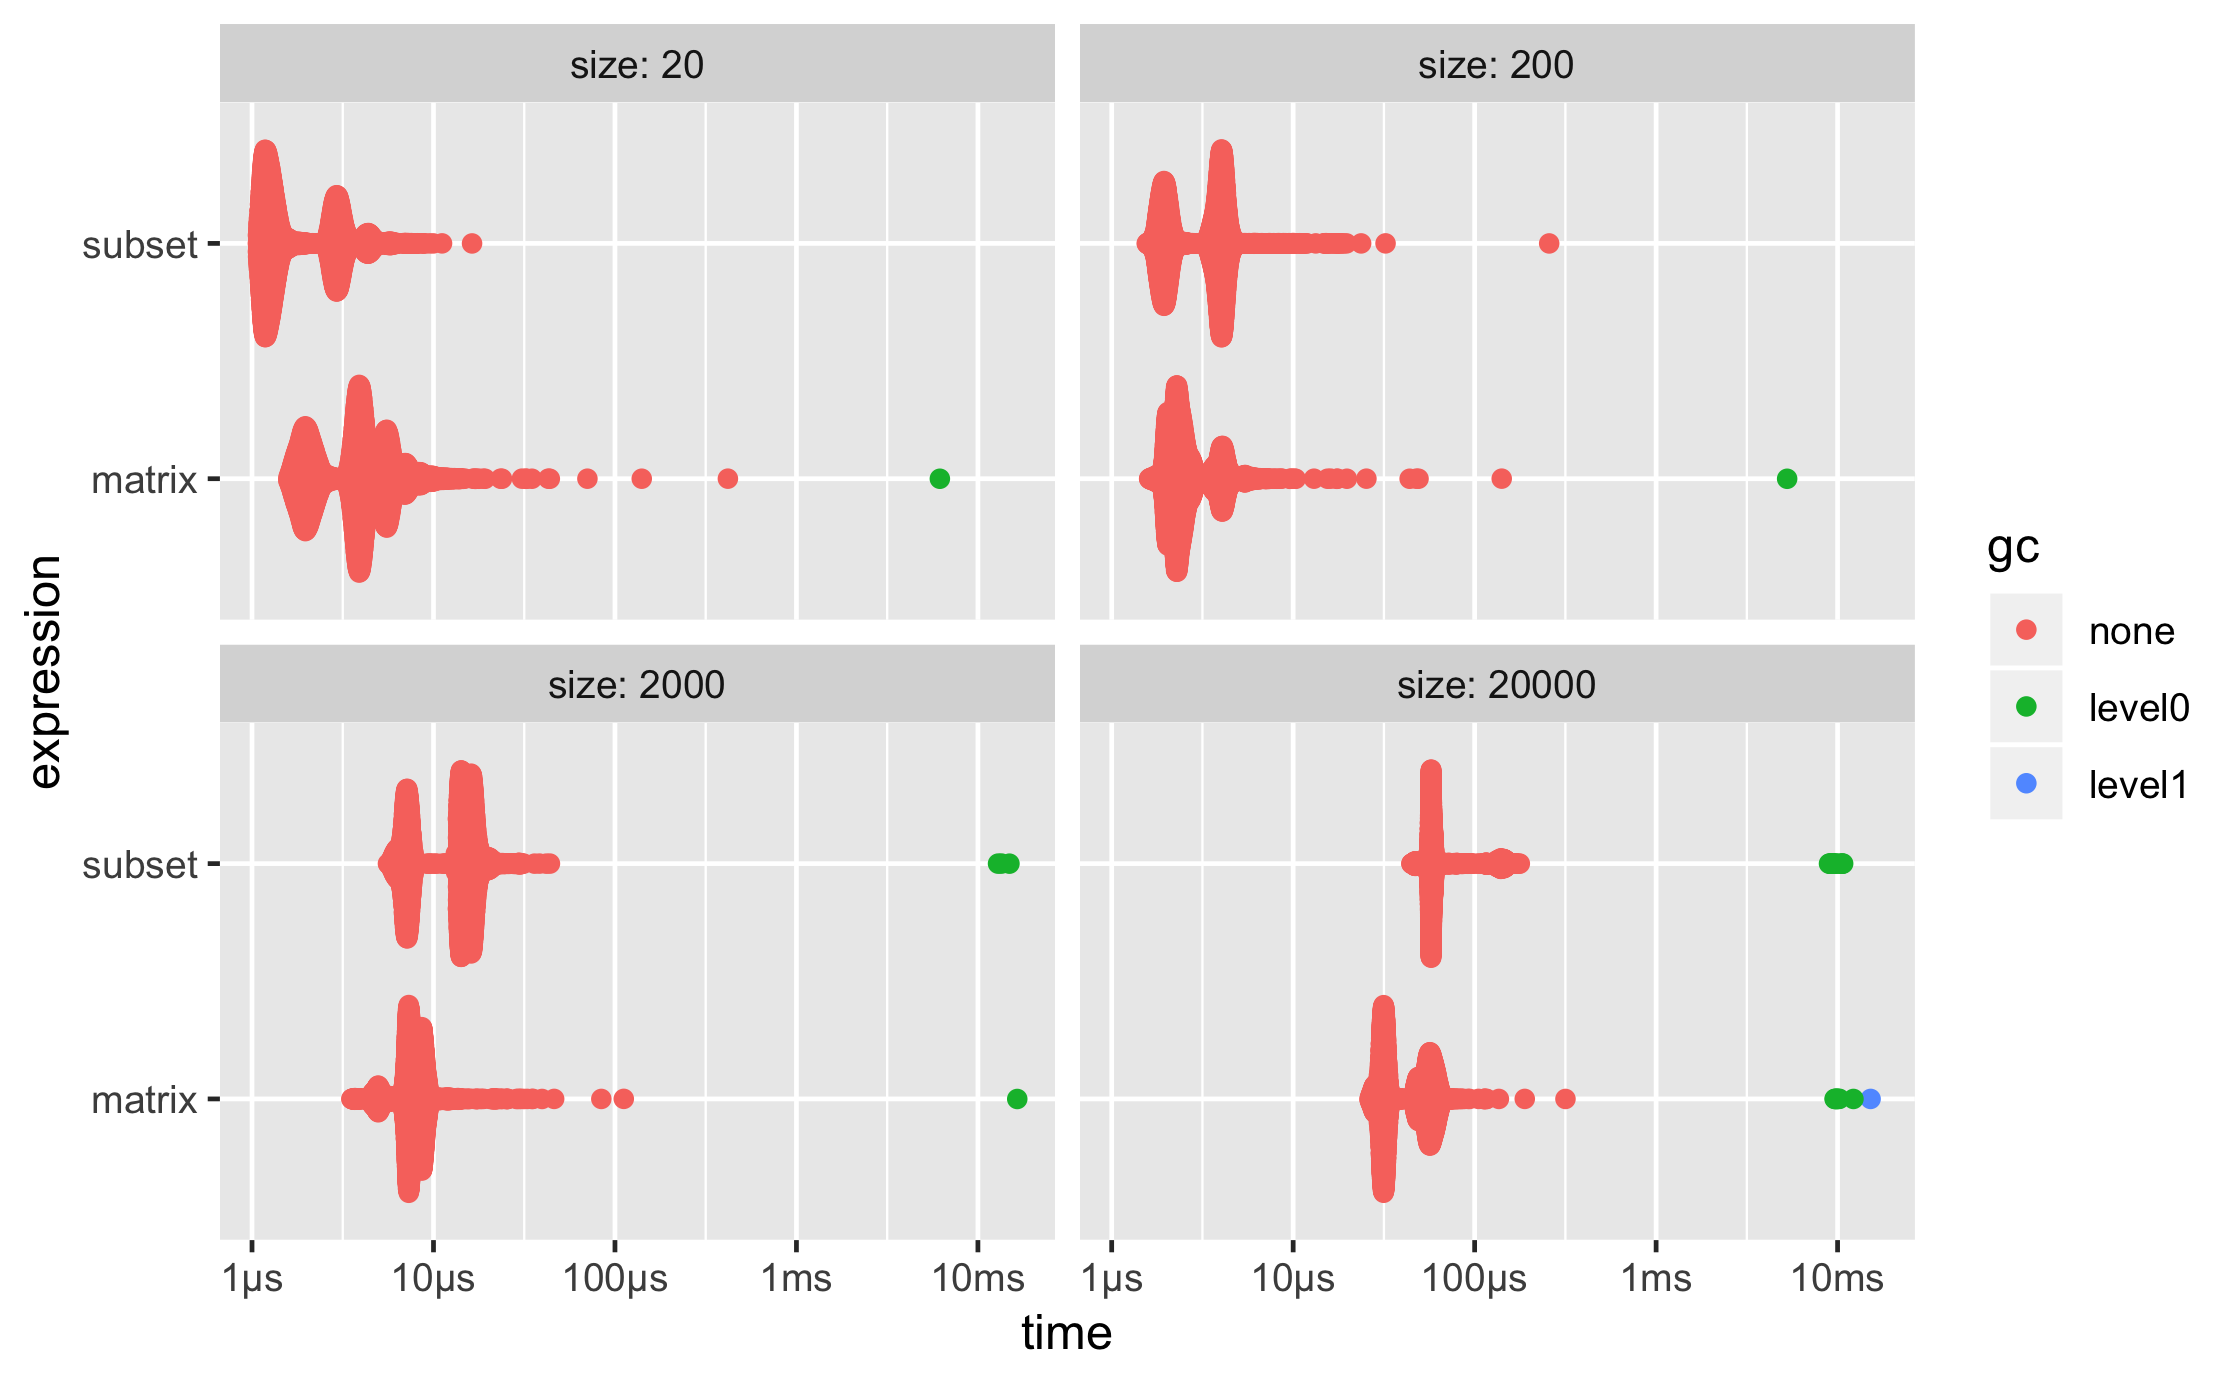 size: 20
size: 200
subset
matrix
size: 2000
size: 20000
subset
matrix
1µs
10µs
100µs
1ms
10ms
1µs
10µs
100µs
1ms
10ms
time
expression
gc
none
level0
level1